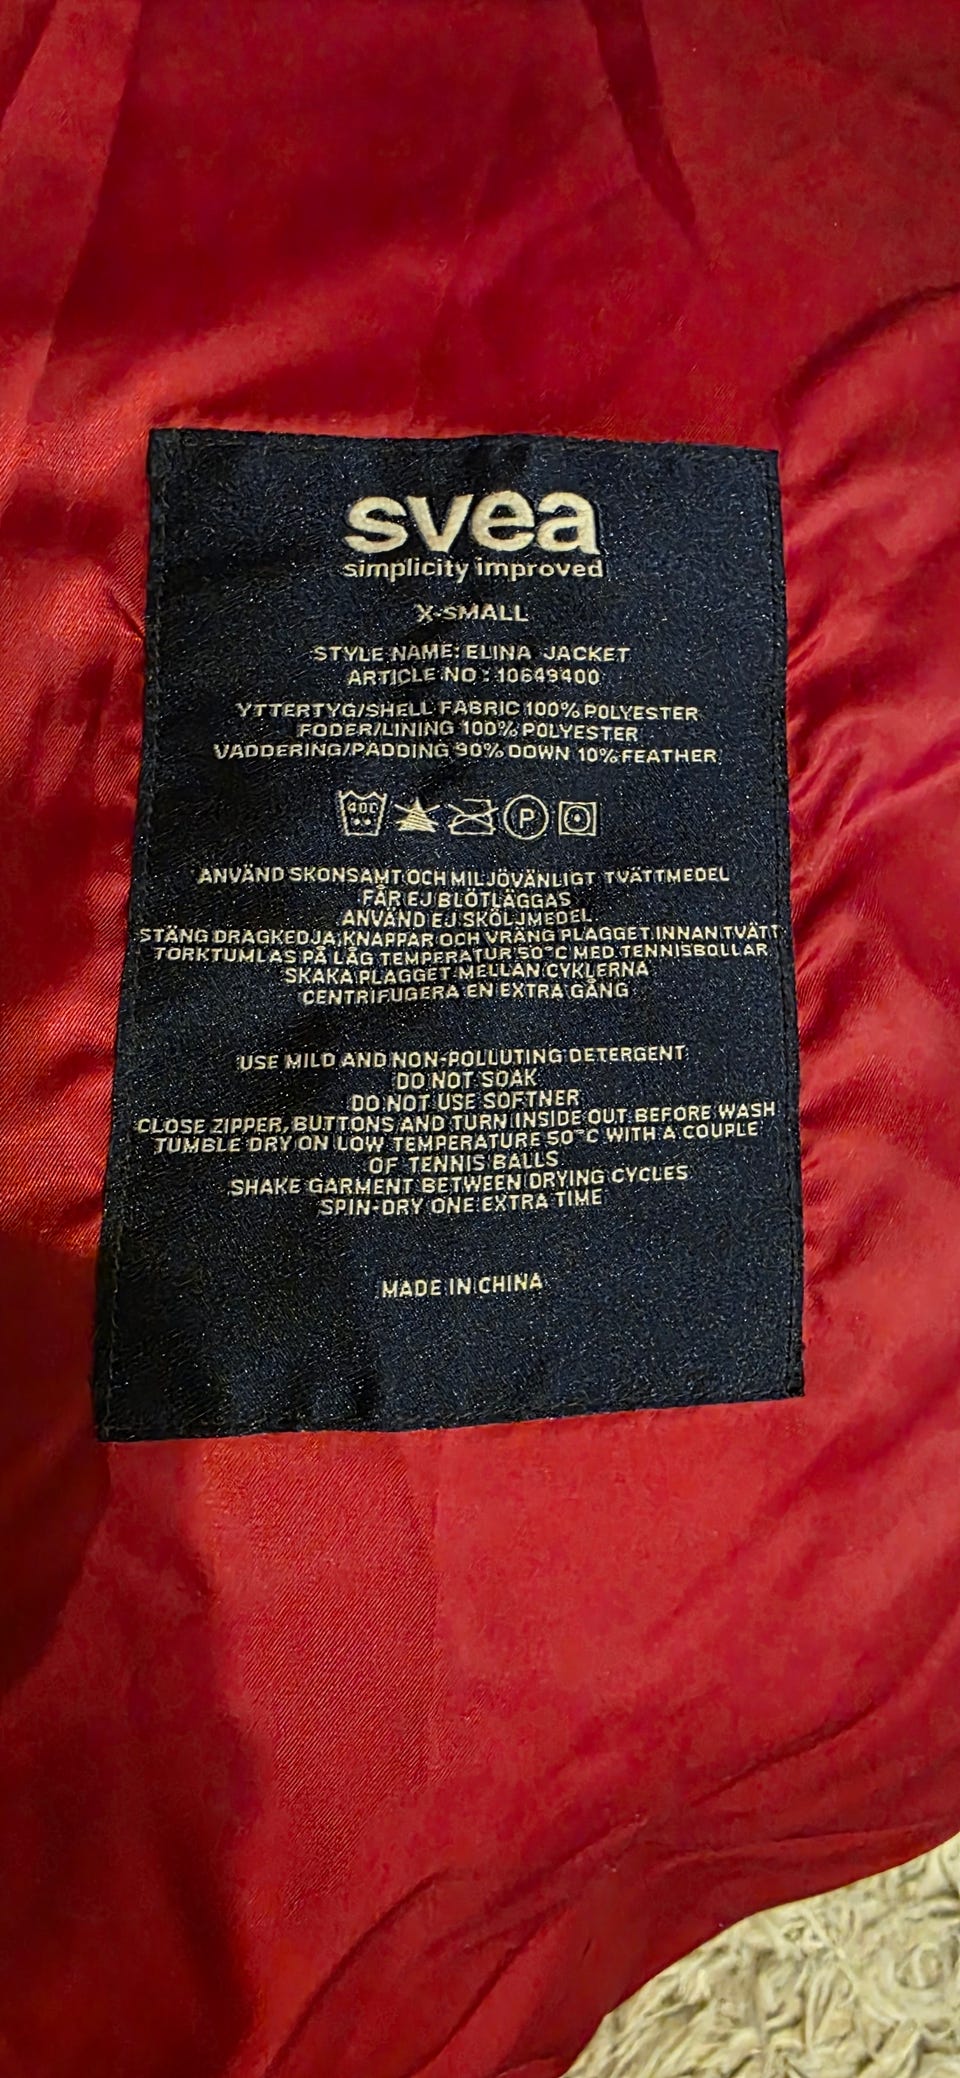 svea
simplicity improved
X-SMALL
STYLE NAME: ELINA JACKET
ARTICLE NO : 10649400
YTTERTYG/SHELL FABRIC 100% POLYESTER
FODER/LINING 100% POLYESTER
VADDERING/PADDING 90% DOWN 10% FEATHER
40C
P
ANVÄND SKONSAMT OCH MILJÖVÄNLIGT TVÄTTMEDEL
FÅR EJ BLÖTLÄGGAS
ANVÄND EJ SKÖLJMEDEL
STÄNG DRAGKEDJA, KNAPPAR OCH VRÄNG PLAGGET INNAN TVÄTT
TORKTUMLAS PÅ LÅG TEMPERATUR 50°C MED TENNISBOLLAR
SKAKA PLAGGET MELLAN CYKLERNA
CENTRIFUGERA EN EXTRA GÅNG
USE MILD AND NON-POLLUTING DETERGENT
DO NOT SOAK
DO NOT USE SOFTNER
CLOSE ZIPPER, BUTTONS AND TURN INSIDE OUT BEFORE WASH
TUMBLE DRY ON LOW TEMPERATURE 50°C WITH A COUPLE
OF TENNIS BALLS
SHAKE GARMENT BETWEEN DRYING CYCLES
SPIN-DRY ONE EXTRA TIME
MADE IN CHINA